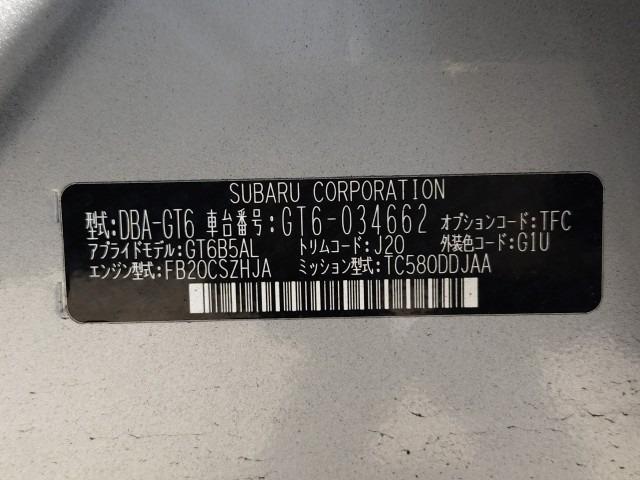 SUBARU CORPORATION
型式:DBA-GT6 車台番号:GT6-034662 オプションコード:TFC
アプライドモデル:GT6B5AL トリムコード:J20 外装色コード:G1U
エンジン型式:FB20CSZHJA ミッション型式:TC580DDJAA